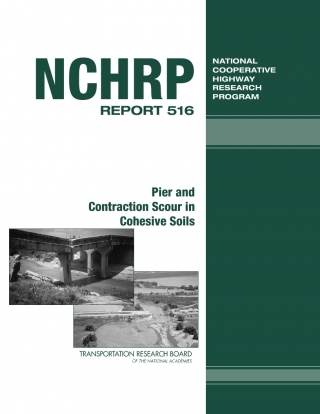 NCHRP
REPORT 516
NATIONAL
COOPERATIVE
HIGHWAY
RESEARCH
PROGRAM
Pier and
Contraction Scour in
Cohesive Soils
TRANSPORTATION RESEARCH BOARD
OF THE NATIONAL ACADEMIES